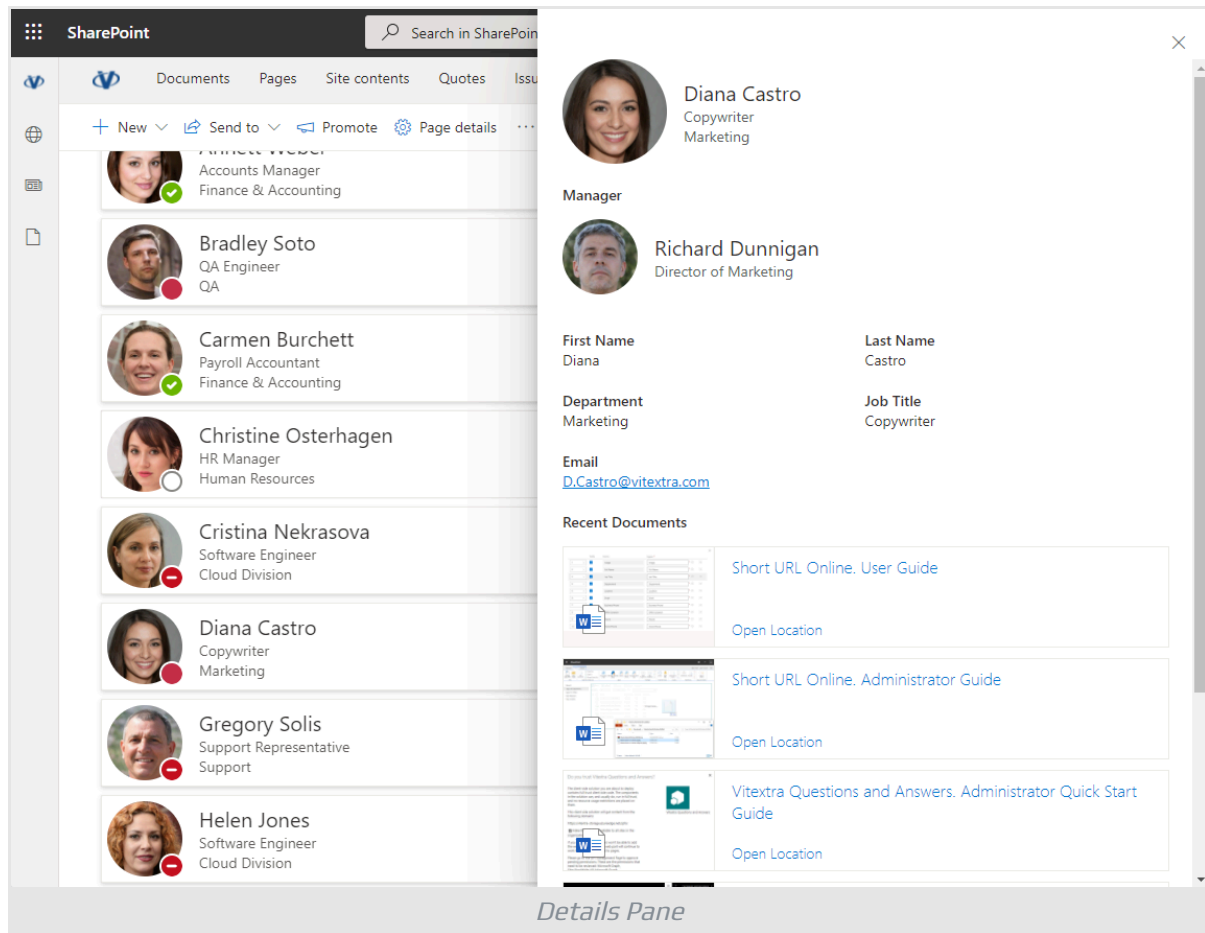 SharePoint
Search in SharePoin
Documents Pages Site contents Quotes Issu
New Send to Promote Page details ...
Annett Weber
Accounts Manager
Finance & Accounting
Bradley Soto
QA Engineer
QA
Carmen Burchett
Payroll Accountant
Finance & Accounting
Christine Osterhagen
HR Manager
Human Resources
Cristina Nekrasova
Software Engineer
Cloud Division
Diana Castro
Copywriter
Marketing
Gregory Solis
Support Representative
Support
Helen Jones
Software Engineer
Cloud Division
Diana Castro
Copywriter
Marketing
Manager
Richard Dunnigan
Director of Marketing
First Name Last Name
Diana Castro
Department Job Title
Marketing Copywriter
Email
D.Castro@vitextra.com
Recent Documents
Short URL Online. User Guide
Open Location
Short URL Online. Administrator Guide
Open Location
Vitextra Questions and Answers. Administrator Quick Start
Guide
Open Location
Details Pane